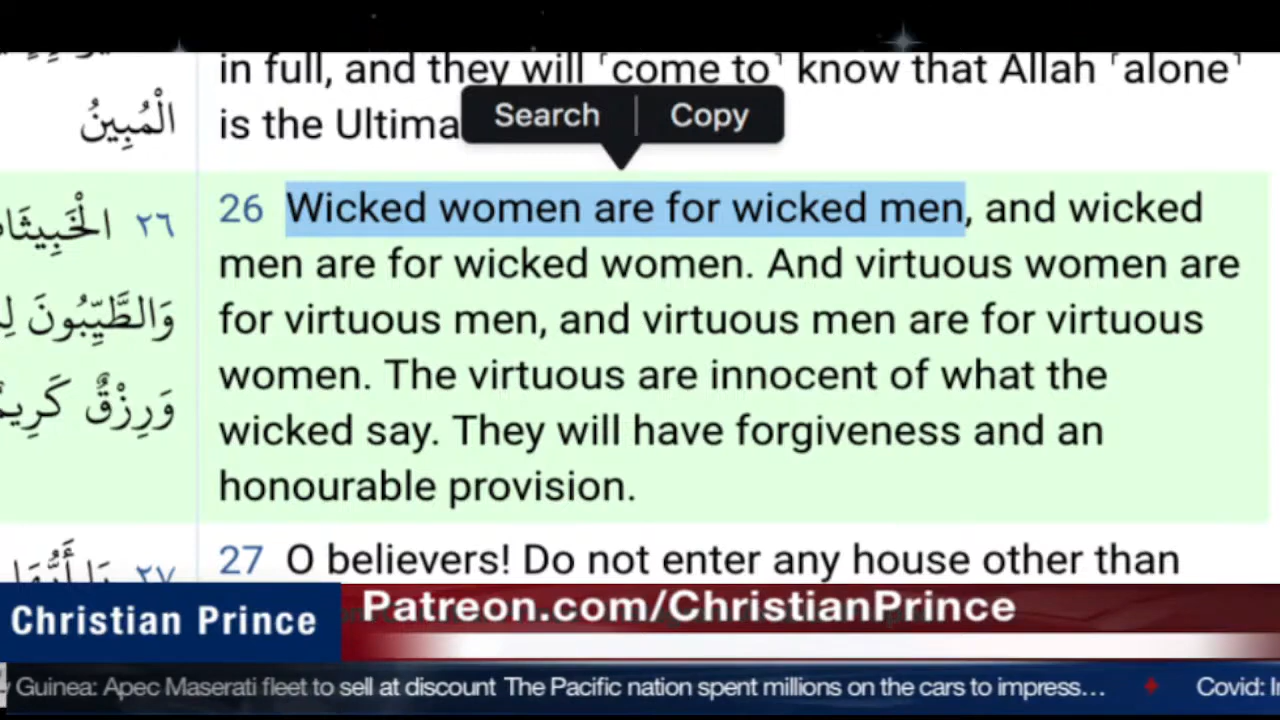 in full, and they will ˹come to˺ know that Allah ˹alone˺
is the Ultima
Search | Copy
الْمُبِينُ
26 Wicked women are for wicked men, and wicked
men are for wicked women. And virtuous women are
for virtuous men, and virtuous men are for virtuous
women. The virtuous are innocent of what the
wicked say. They will have forgiveness and an
honourable provision.
٢٦
وَالطَّيِّبُونَ
وَرِزْقٌ
27 O believers! Do not enter any house other than
٢٧
Christian Prince
Patreon.com/ChristianPrince
Guinea: Apec Maserati fleet to sell at discount The Pacific nation spent millions on the cars to impress… Covid: